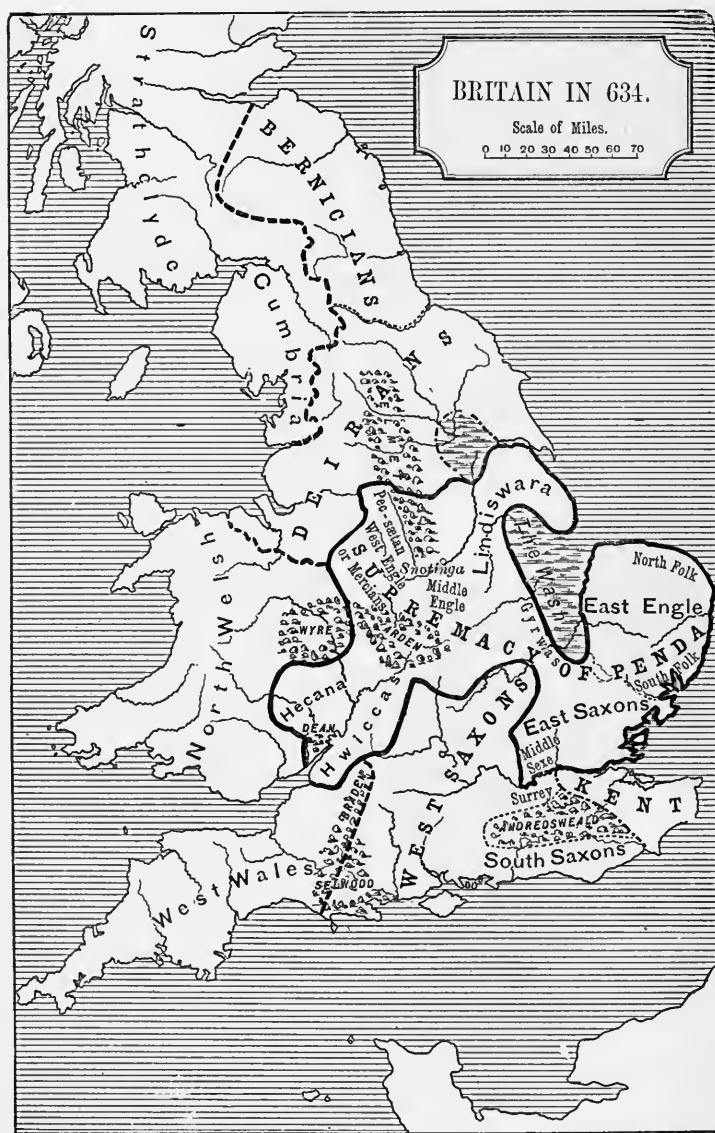 BRITAIN IN 634.
Scale of Miles.
0 10 20 30 40 50 60 70
Strathclyde
BERNICIANS
Cumbria
DEIRANS
ELMET
Lindiswara
The Wash
Pec-sætan
West Engle
or Mercians
Snotinga
Middle
Engle
SUPREMACY OF PENDA
North Folk
East Engle
Gyrwas
South Folk
North Welsh
WYRE
ARDEN
Hecana
DEAN
Hwiccas
East Saxons
Middle
Sexe
WEST SAXONS
BRADEN
Surrey
KENT
ANDREDSWEALD
South Saxons
SELWOOD
West Wales